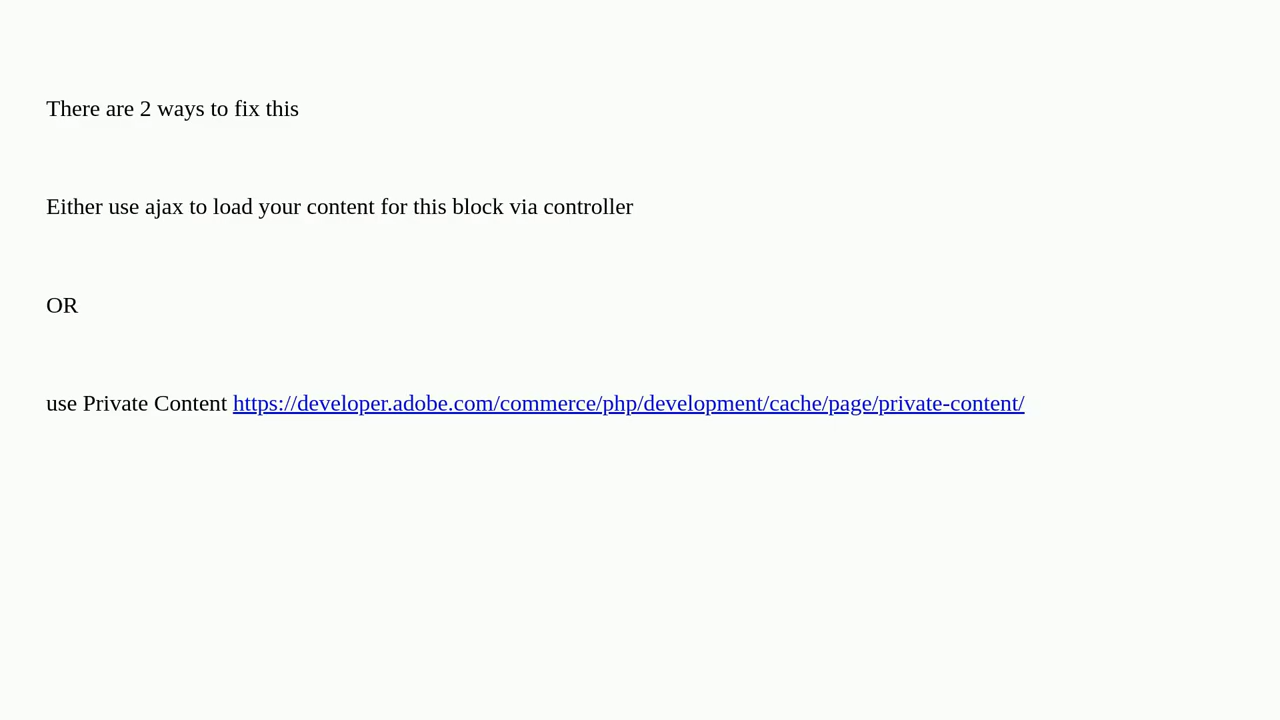 There are 2 ways to fix this
Either use ajax to load your content for this block via controller
OR
use Private Content https://developer.adobe.com/commerce/php/development/cache/page/private-content/